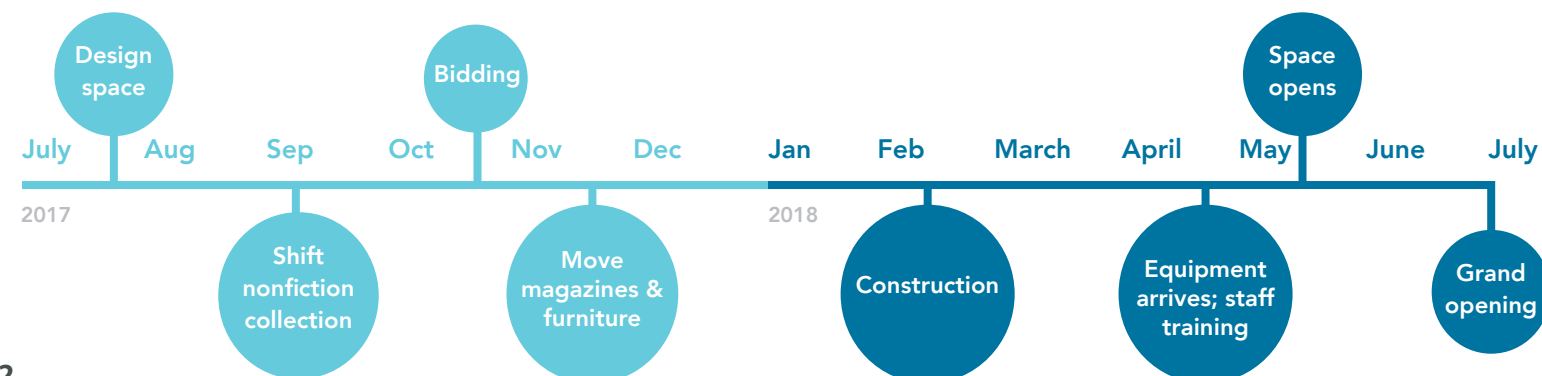 Design
space
Bidding
Space
opens
July Aug Sep Oct Nov Dec Jan Feb March April May June July
2017 2018
Shift
nonfiction
collection
Move
magazines &
furniture
Construction
Equipment
arrives; staff
training
Grand
opening